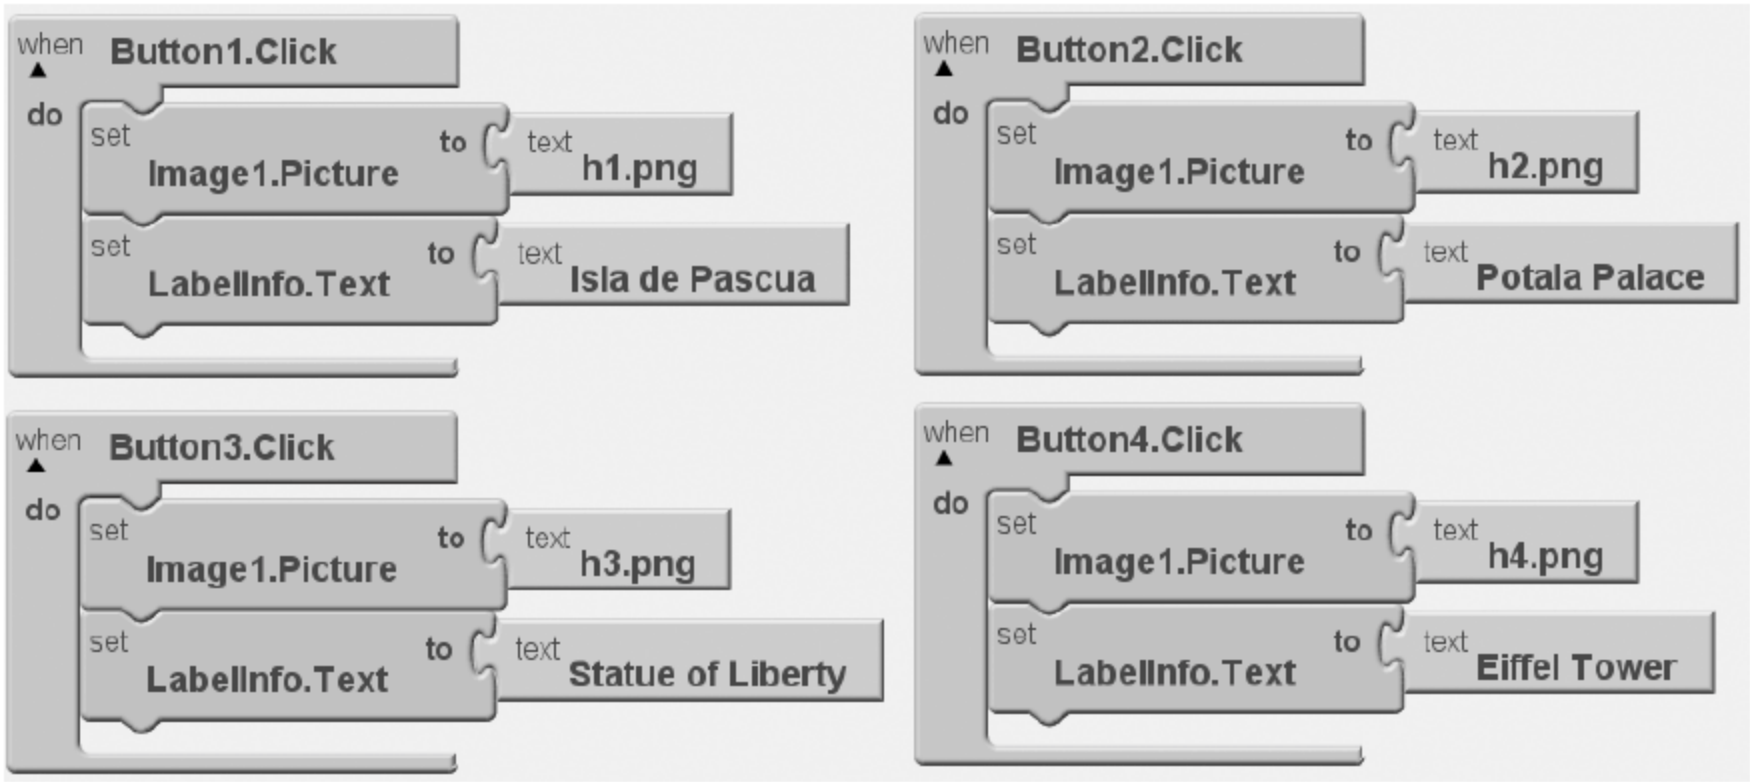 when Button1.Click
do
set Image1.Picture to text h1.png
set LabelInfo.Text to text Isla de Pascua
when Button2.Click
do
set Image1.Picture to text h2.png
set LabelInfo.Text to text Potala Palace
when Button3.Click
do
set Image1.Picture to text h3.png
set LabelInfo.Text to text Statue of Liberty
when Button4.Click
do
set Image1.Picture to text h4.png
set LabelInfo.Text to text Eiffel Tower